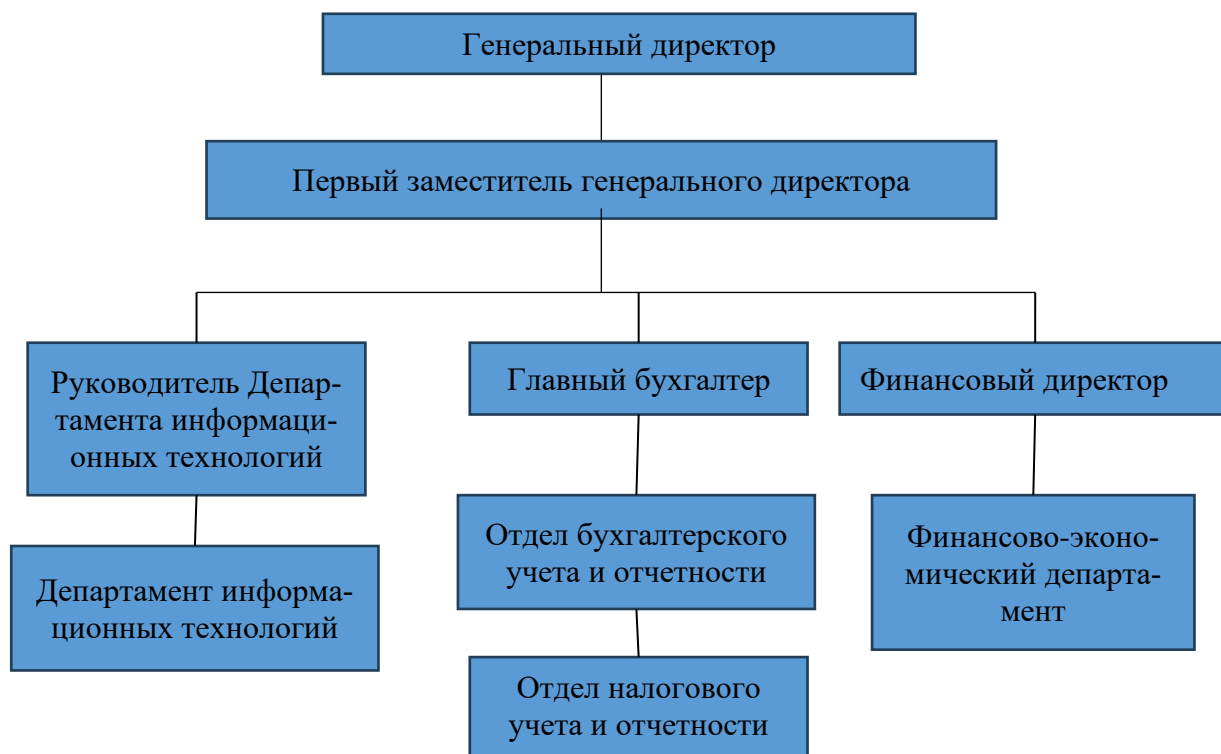 Генеральный директор
Первый заместитель генерального директора
Руководитель Депар-
тамента информаци-
онных технологий
Главный бухгалтер
Финансовый директор
Департамент информа-
ционных технологий
Отдел бухгалтерского
учета и отчетности
Финансово-эконо-
мический департа-
мент
Отдел налогового
учета и отчетности